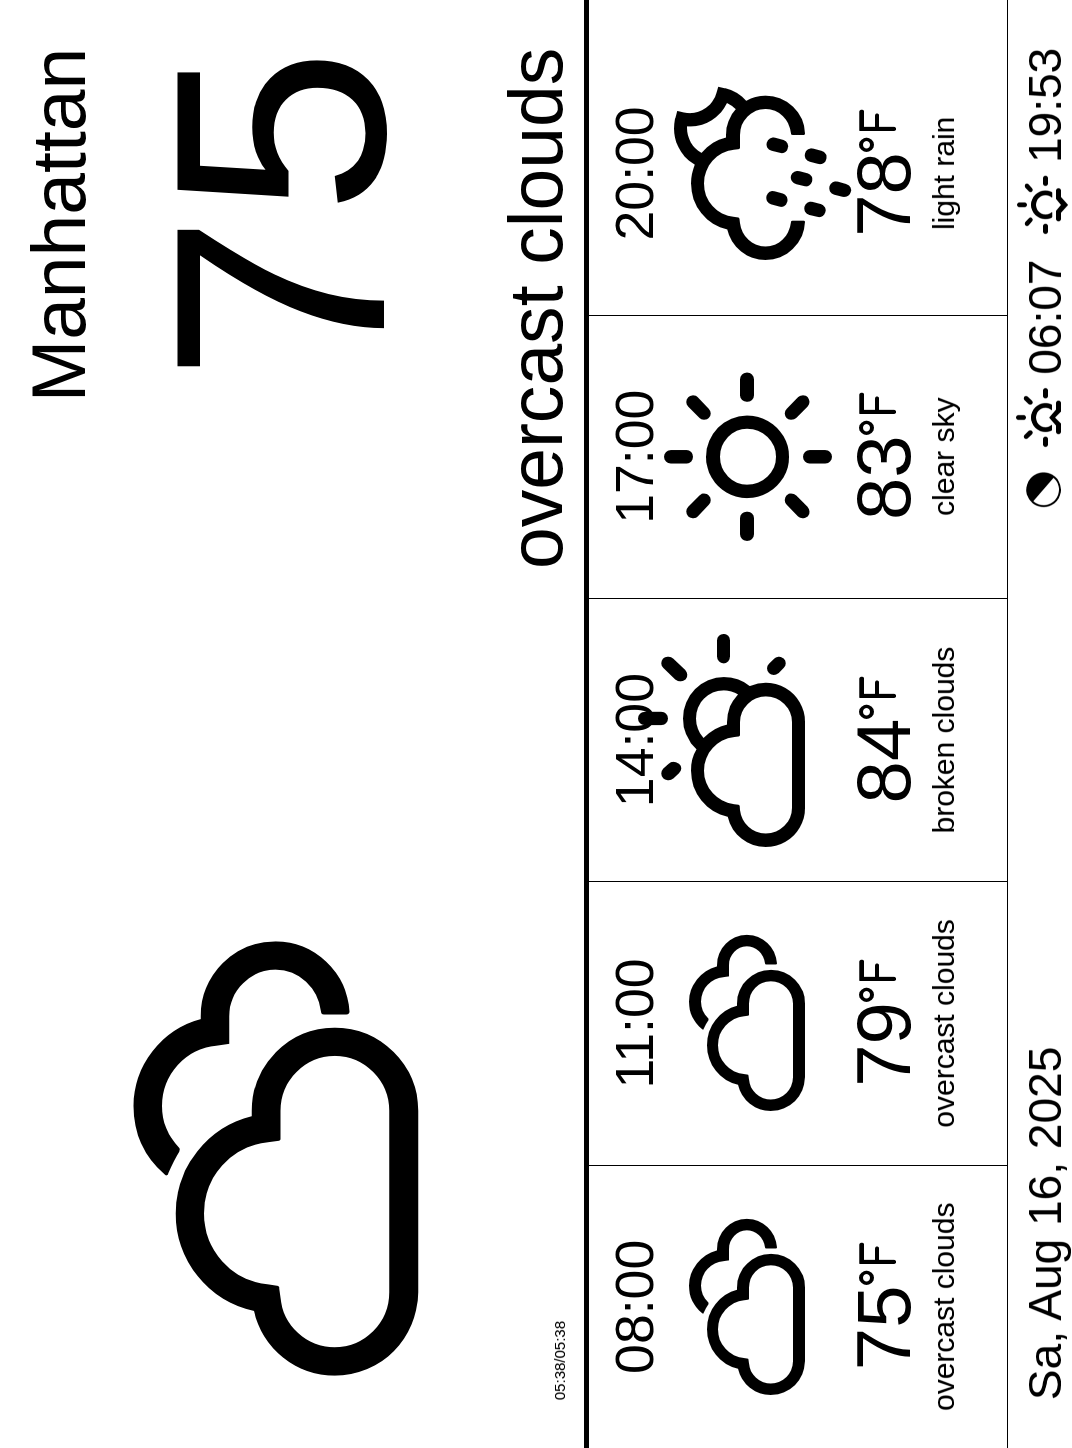 Manhattan
75
overcast clouds
05:38/05:38
08:00 11:00 14:00 17:00 20:00
75°F 79°F 84°F 83°F 78°F
overcast clouds overcast clouds broken clouds clear sky light rain
Sa, Aug 16, 2025 06:07 19:53